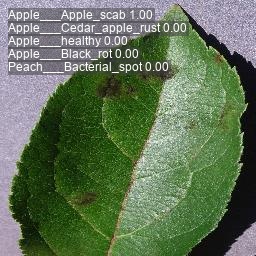 Apple___Apple_scab 1.00
Apple___Cedar_apple_rust 0.00
Apple___healthy 0.00
Apple___Black_rot 0.00
Peach___Bacterial_spot 0.00